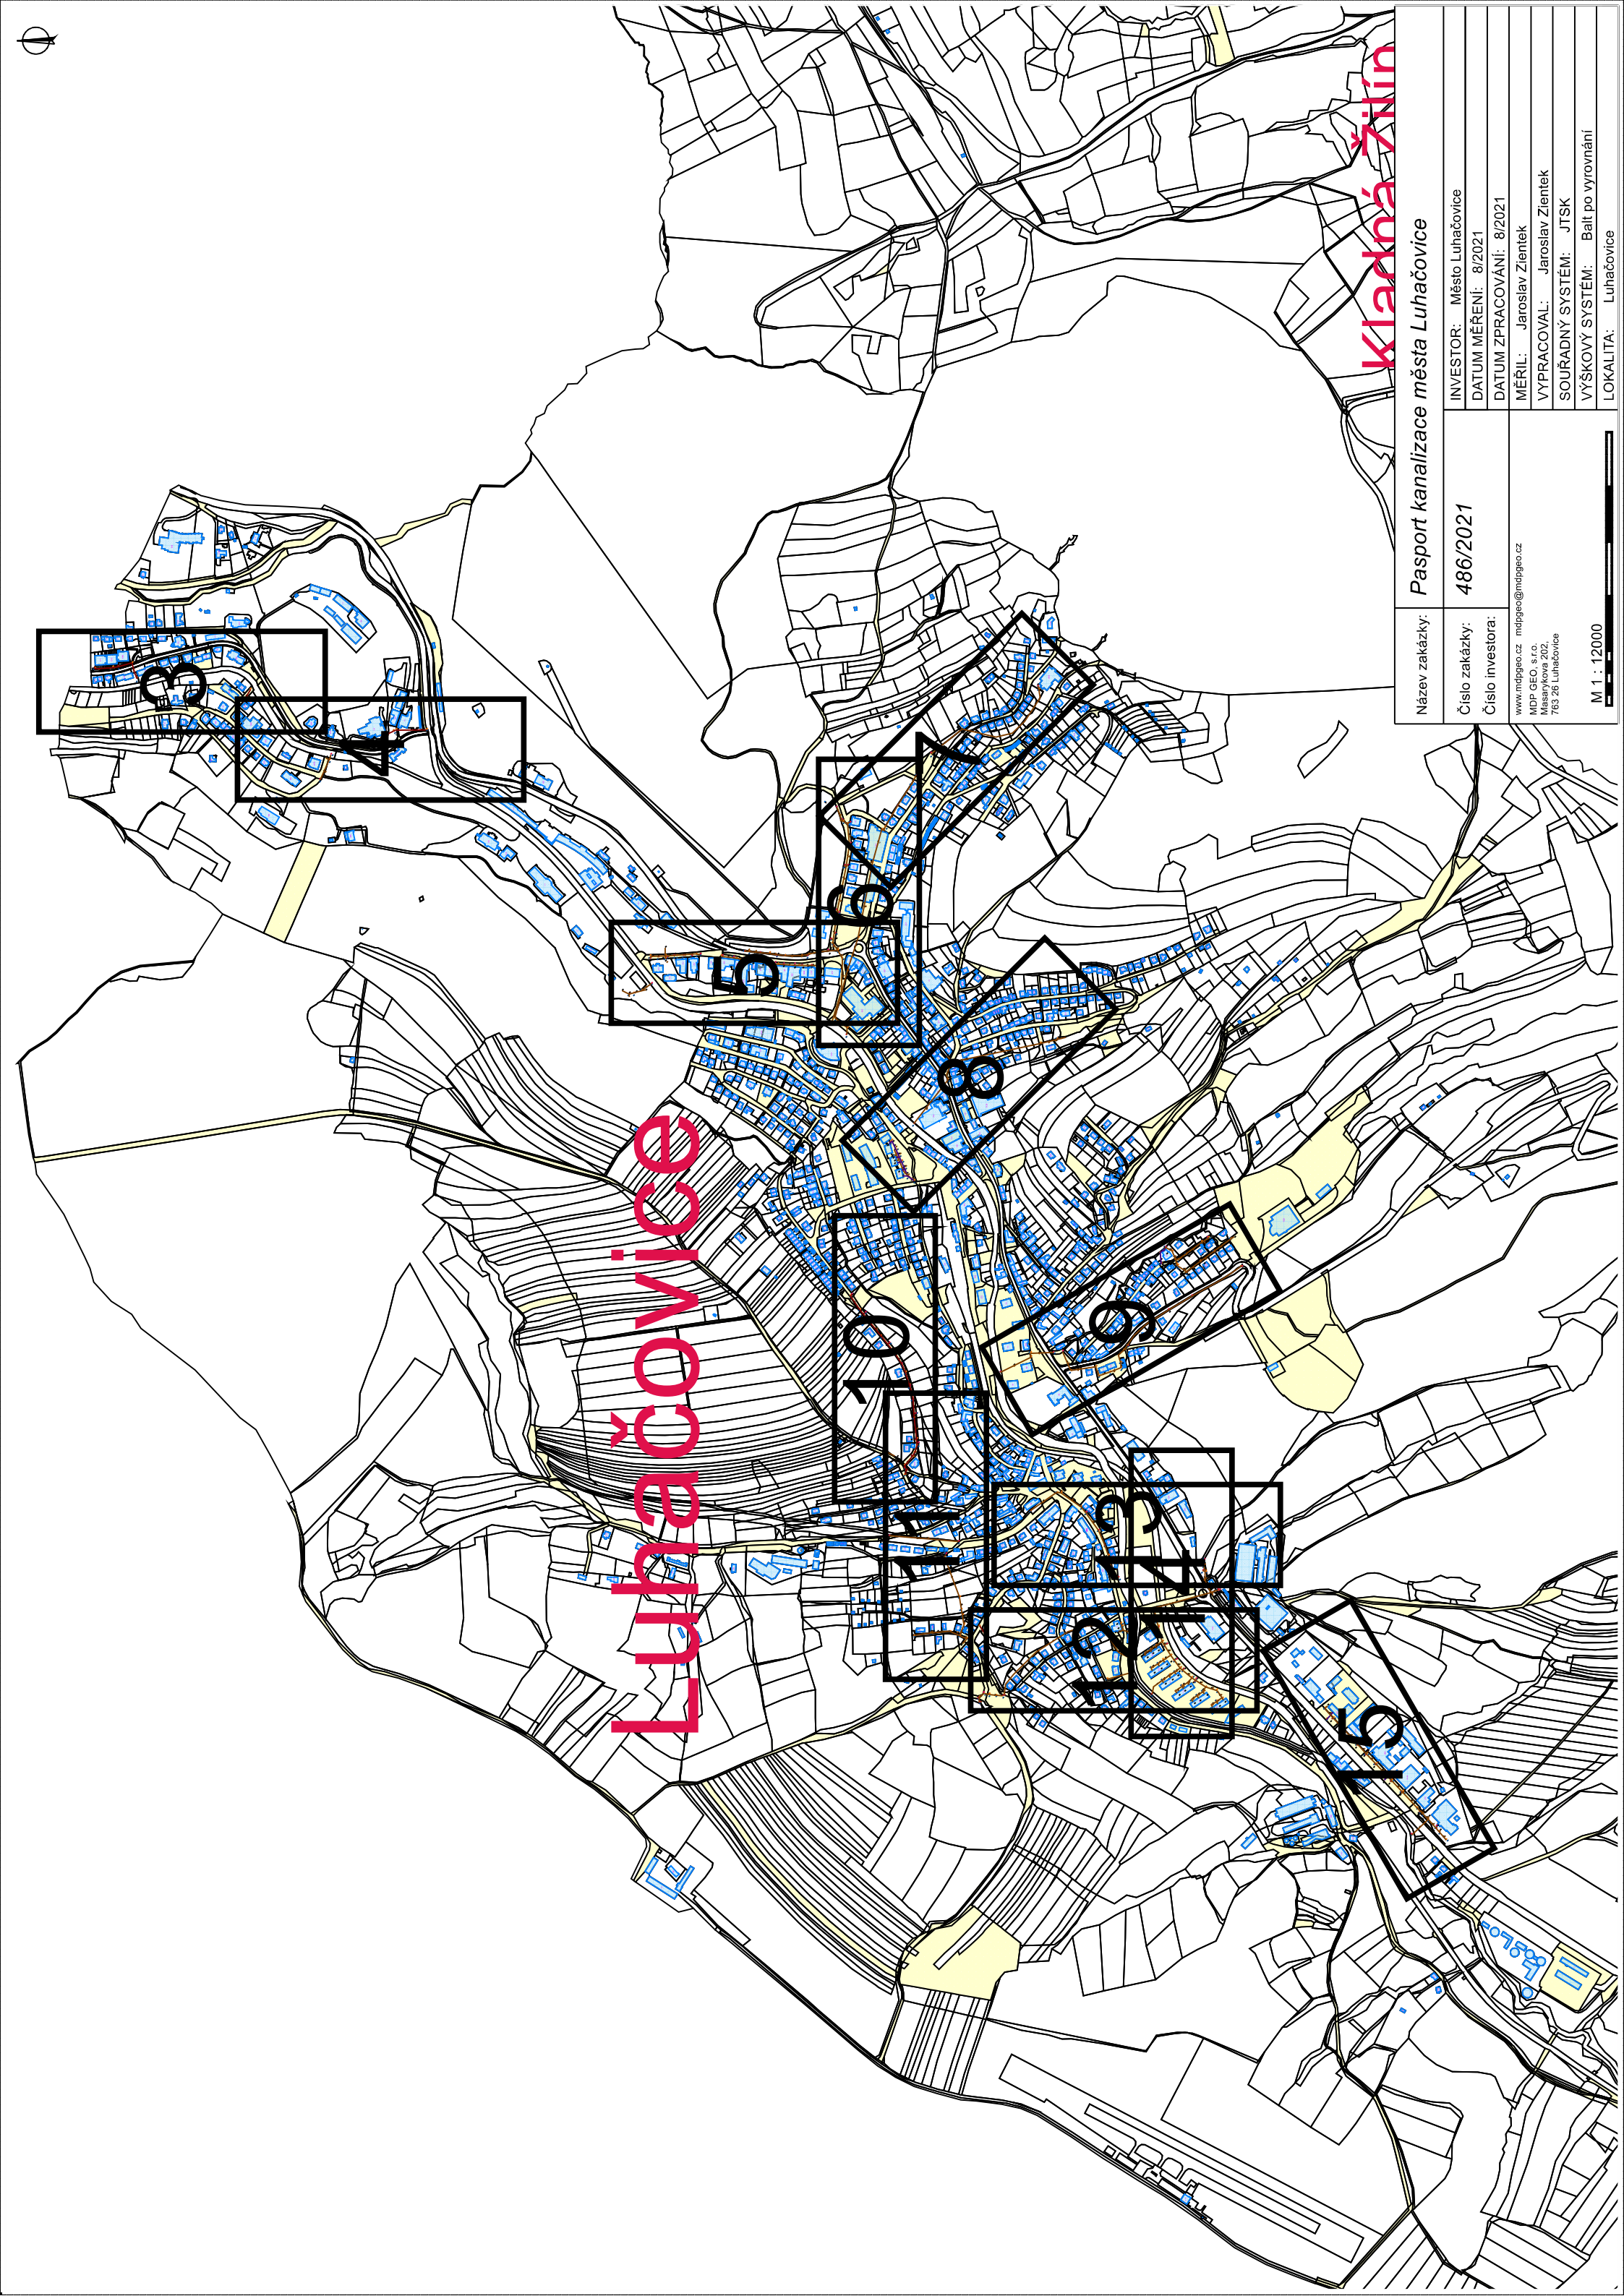 Luhačovice
Kladná Žilín
3
4
5
6
7
8
9
10
11
12
13
14
15
Název zakázky: Pasport kanalizace města Luhačovice
Číslo zakázky: 486/2021
Číslo investora:
www.mdpgeo.cz mdpgeo@mdpgeo.cz
MDP GEO, s.r.o.
Masarykova 202,
763 26 Luhačovice
M 1 : 12000
INVESTOR: Město Luhačovice
DATUM MĚŘENÍ: 8/2021
DATUM ZPRACOVÁNÍ: 8/2021
MĚŘIL: Jaroslav Zientek
VYPRACOVAL: Jaroslav Zientek
SOUŘADNÝ SYSTÉM: JTSK
VÝŠKOVÝ SYSTÉM: Balt po vyrovnání
LOKALITA: Luhačovice